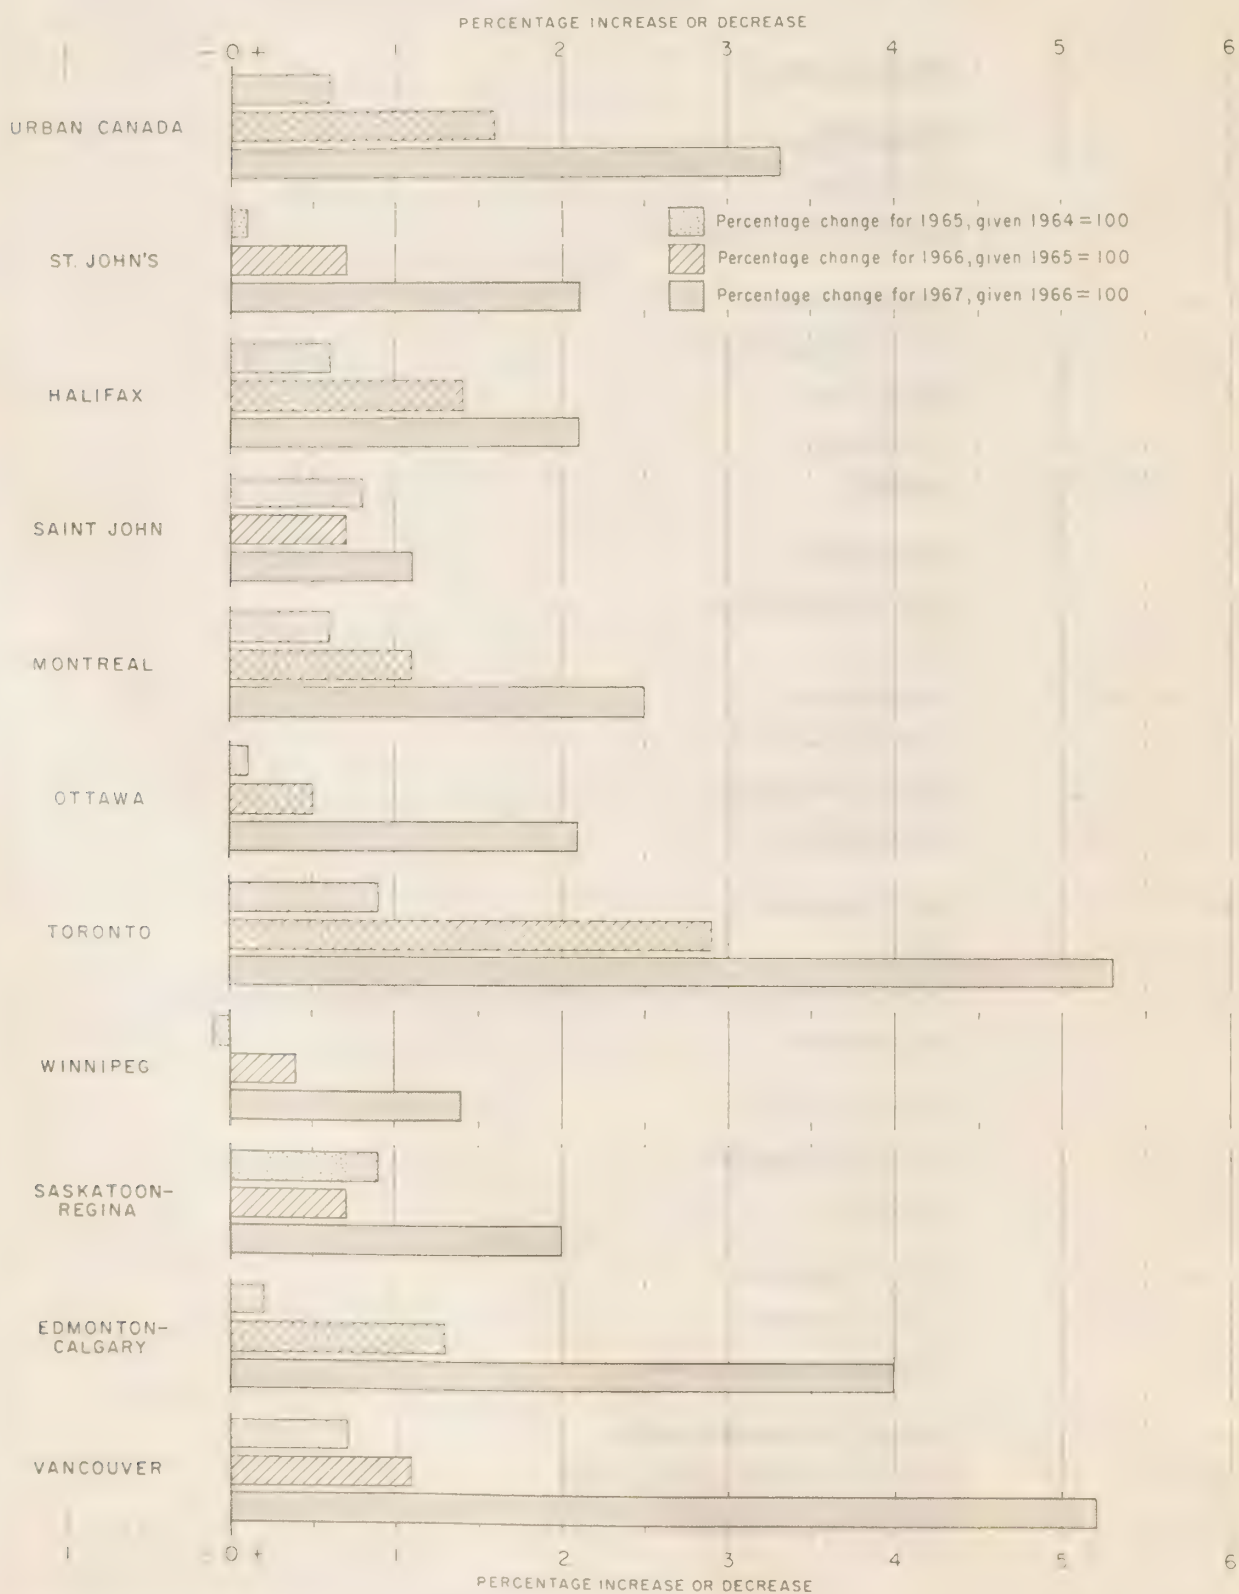 PERCENTAGE INCREASE OR DECREASE
– 0 + 1 2 3 4 5 6
URBAN CANADA
Percentage change for 1965, given 1964 = 100
ST. JOHN'S
Percentage change for 1966, given 1965 = 100
Percentage change for 1967, given 1966 = 100
HALIFAX
SAINT JOHN
MONTREAL
OTTAWA
TORONTO
WINNIPEG
SASKATOON-
REGINA
EDMONTON-
CALGARY
VANCOUVER
1 – 0 + 1 2 3 4 5 6
PERCENTAGE INCREASE OR DECREASE